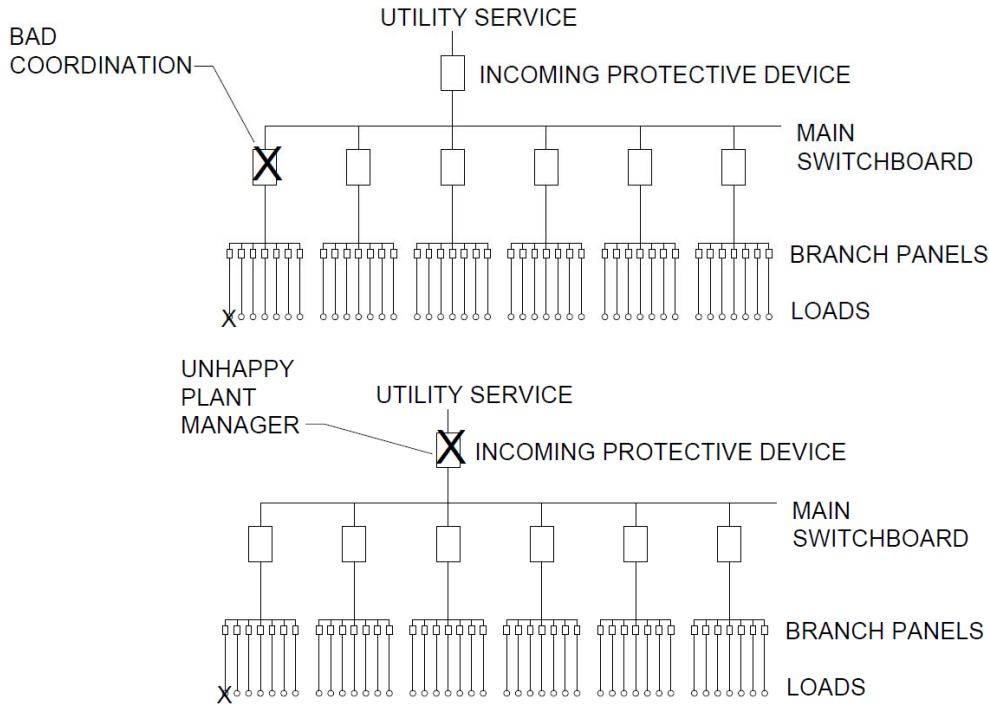 UTILITY SERVICE
BAD
COORDINATION
INCOMING PROTECTIVE DEVICE
MAIN
SWITCHBOARD
X
BRANCH PANELS
LOADS
X
UNHAPPY
PLANT
MANAGER
UTILITY SERVICE
X
INCOMING PROTECTIVE DEVICE
MAIN
SWITCHBOARD
BRANCH PANELS
LOADS
X